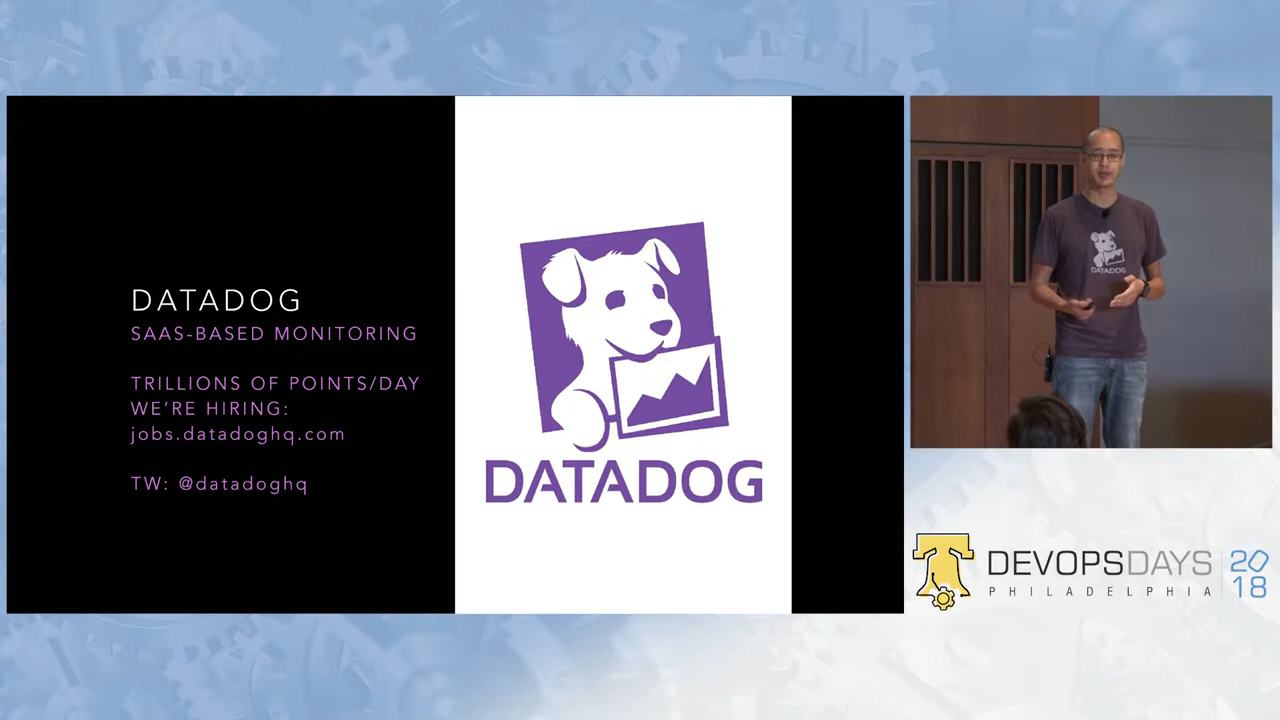 DATADOG
SAAS-BASED MONITORING
TRILLIONS OF POINTS/DAY
WE'RE HIRING:
jobs.datadoghq.com
TW: @datadoghq
DATADOG
DATADOG
DEVOPSDAYS
PHILADELPHIA
20
18